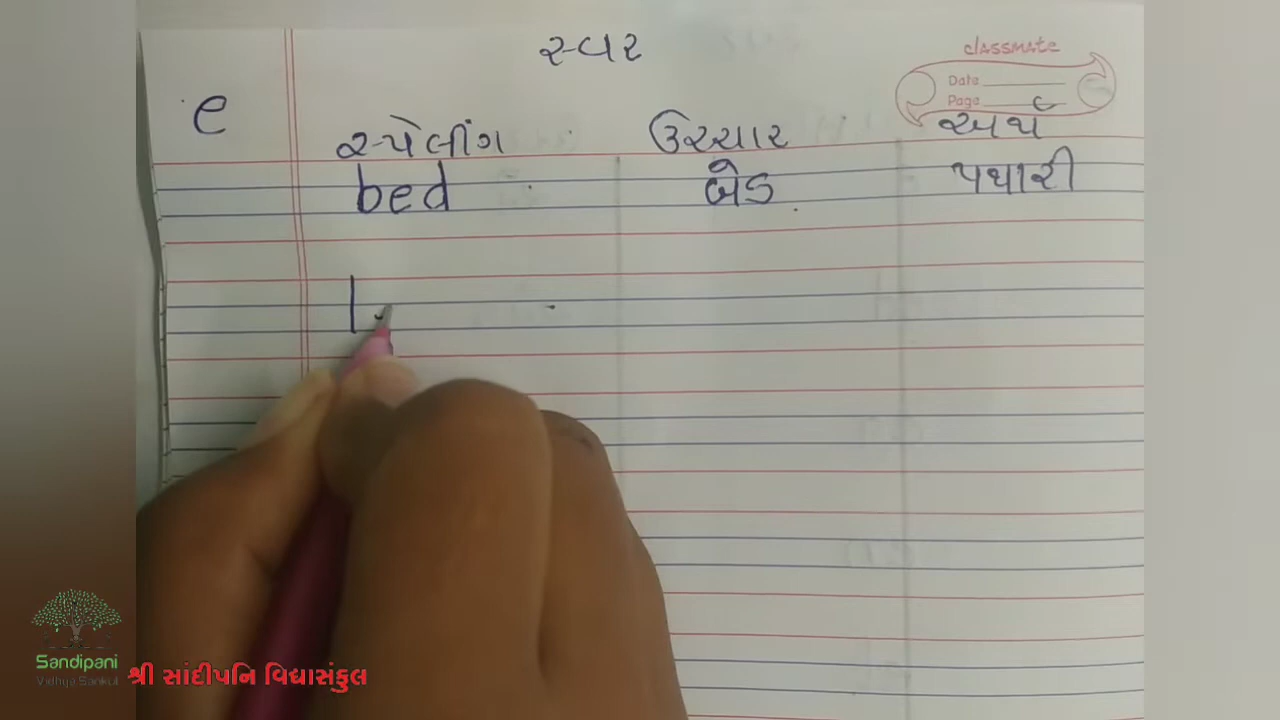 સ્વર
classmate
Date
Page
e
સ્પેલીંગ ઉચ્ચાર અર્થ
bed બેડ પથારી
Sandipani
Vidhya Sankul
શ્રી સાંદીપનિ વિદ્યાસંકુલ